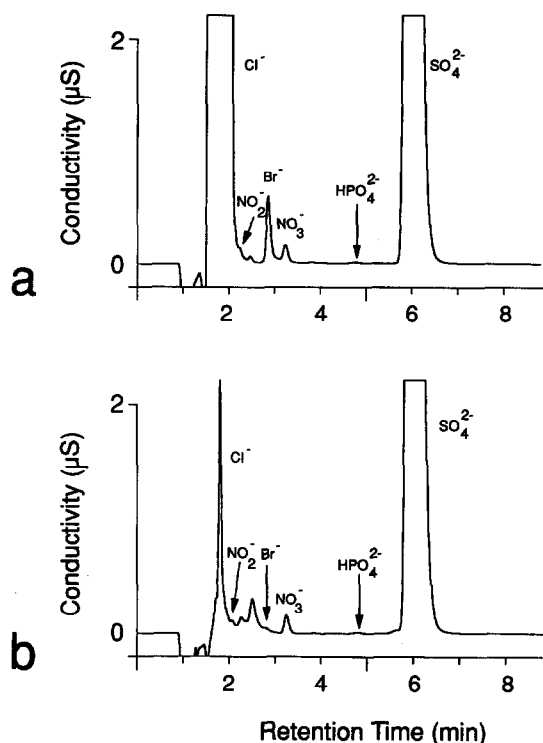 a
Conductivity (µS)
2
0
Cl⁻
NO₂⁻
Br⁻
NO₃⁻
HPO₄²⁻
SO₄²⁻
2 4 6 8
b
Conductivity (µS)
2
0
Cl⁻
NO₂⁻ Br⁻
NO₃⁻
HPO₄²⁻
SO₄²⁻
2 4 6 8
Retention Time (min)